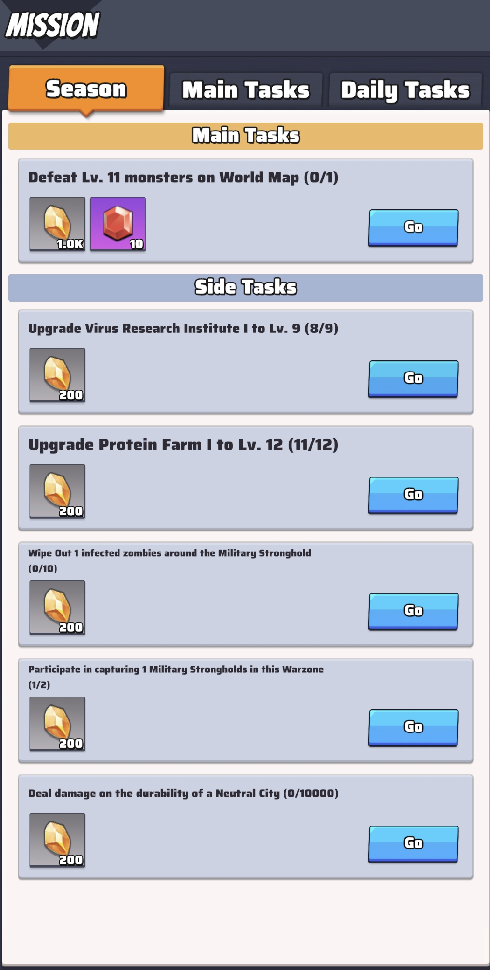 MISSION
Season
Main Tasks
Daily Tasks
Main Tasks
Defeat Lv. 11 monsters on World Map (0/1)
1.0K
10
Go
Side Tasks
Upgrade Virus Research Institute I to Lv. 9 (8/9)
200
Go
Upgrade Protein Farm I to Lv. 12 (11/12)
200
Go
Wipe Out 1 infected zombies around the Military Stronghold
(0/10)
200
Go
Participate in capturing 1 Military Strongholds in this Warzone
(1/2)
200
Go
Deal damage on the durability of a Neutral City (0/10000)
200
Go